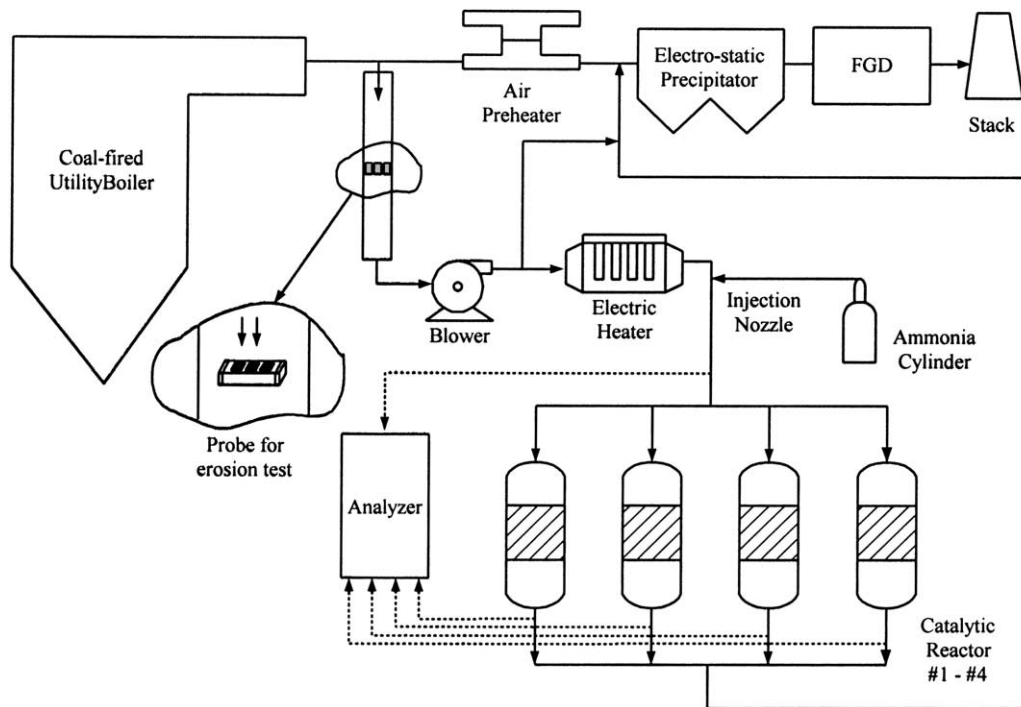 Coal-fired
UtilityBoiler
Air
Preheater
Electro-static
Precipitator
FGD
Stack
Blower
Electric
Heater
Injection
Nozzle
Ammonia
Cylinder
Probe for
erosion test
Analyzer
Catalytic
Reactor
#1 - #4